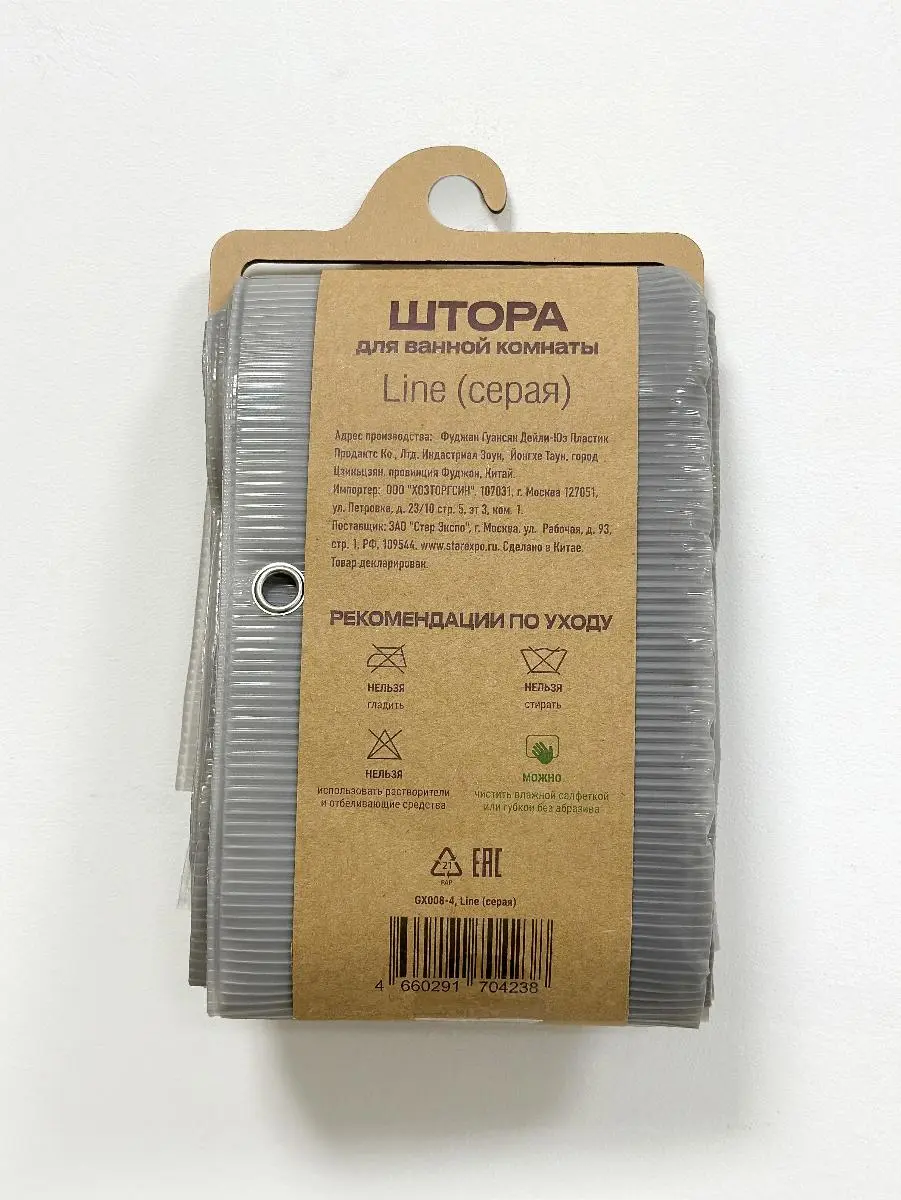 ШТОРА
для ванной комнаты
Line (серая)
Адрес производства: Фуджан Гуансян Дейли-Юз Пластик
Продактс Ко., Лтд. Индастриал Зоун, Йонгхе Таун, город
Цзиньцзян, провинция Фуджан, Китай.
Импортер: ООО "ХОЗТОРГСИН", 107031, г. Москва 127051,
ул. Петровка, д. 23/10 стр. 5, эт 3, ком. 1.
Поставщик: ЗАО "Стар Экспо", г. Москва, ул. Рабочая, д. 93,
стр. 1, РФ, 109544. www.starexpo.ru. Сделано в Китае.
Товар декларирован.
РЕКОМЕНДАЦИИ ПО УХОДУ
НЕЛЬЗЯ
гладить
НЕЛЬЗЯ
стирать
НЕЛЬЗЯ
использовать растворители
и отбеливающие средства
МОЖНО
чистить влажной салфеткой
или губкой без абразива
21
PAP
EAC
GX008-4, Line (серая)
4 660291 704238